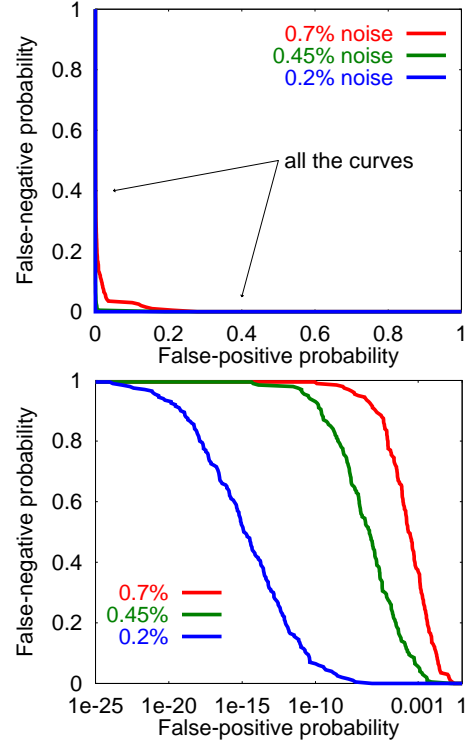 1
0.8
0.6
0.4
0.2
0
False-negative probability
0.7% noise
0.45% noise
0.2% noise
all the curves
0 0.2 0.4 0.6 0.8 1
False-positive probability
1
0.8
0.6
0.4
0.2
0
False-negative probability
0.7%
0.45%
0.2%
1e-25 1e-20 1e-15 1e-10 0.001 1
False-positive probability